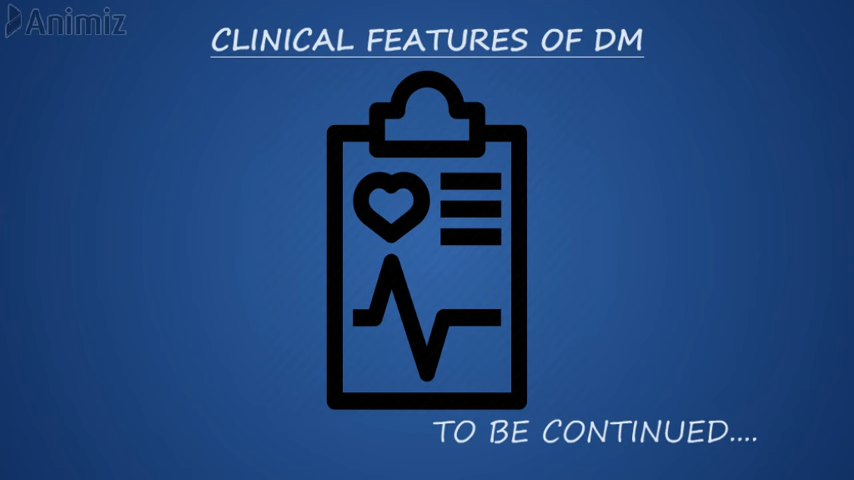 Animiz
CLINICAL FEATURES OF DM
TO BE CONTINUED....